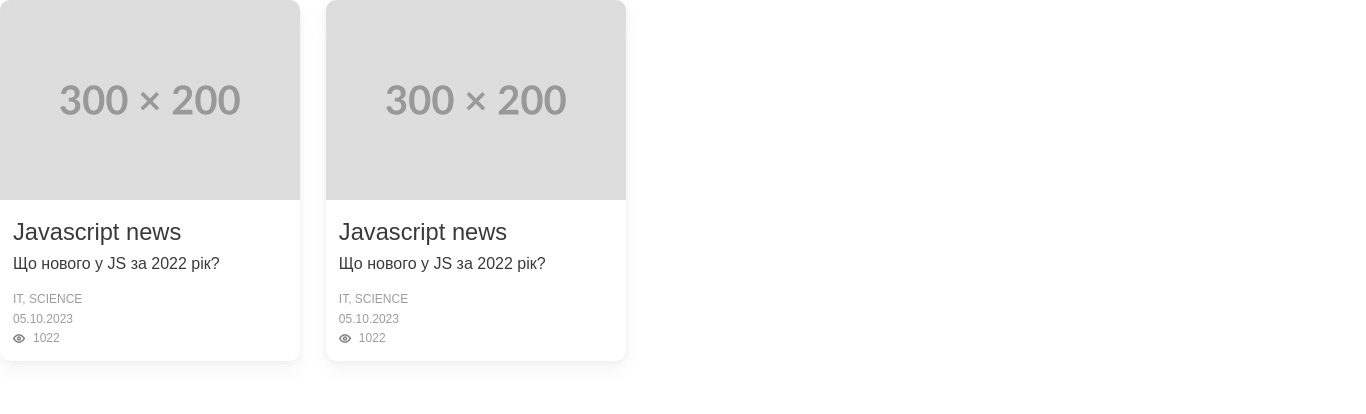 300 × 200
Javascript news
Що нового у JS за 2022 рік?
IT, SCIENCE
05.10.2023
1022
300 × 200
Javascript news
Що нового у JS за 2022 рік?
IT, SCIENCE
05.10.2023
1022